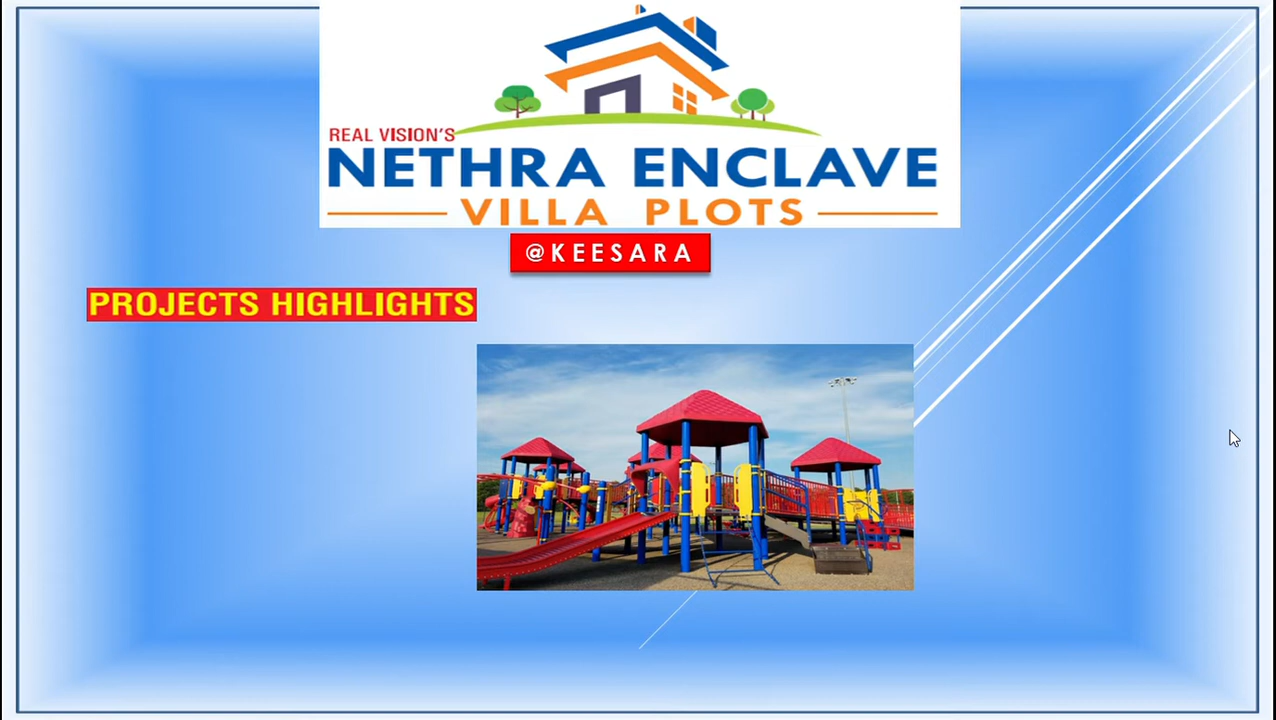 REAL VISION'S
NETHRA ENCLAVE
VILLA PLOTS
@KEESARA
PROJECTS HIGHLIGHTS